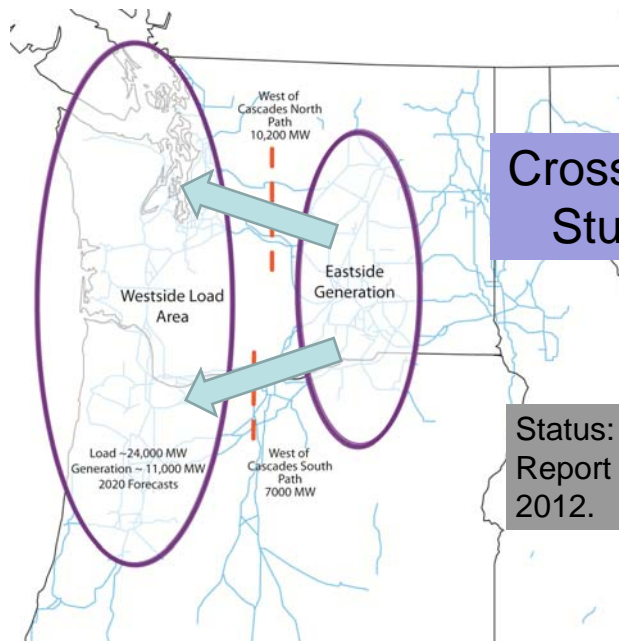 West of
Cascades North
Path
10,200 MW
Cross
Stu
Eastside
Generation
Westside Load
Area
Load ~24,000 MW
Generation ~ 11,000 MW
2020 Forecasts
West of
Cascades South
Path
7000 MW
Status:
Report
2012.